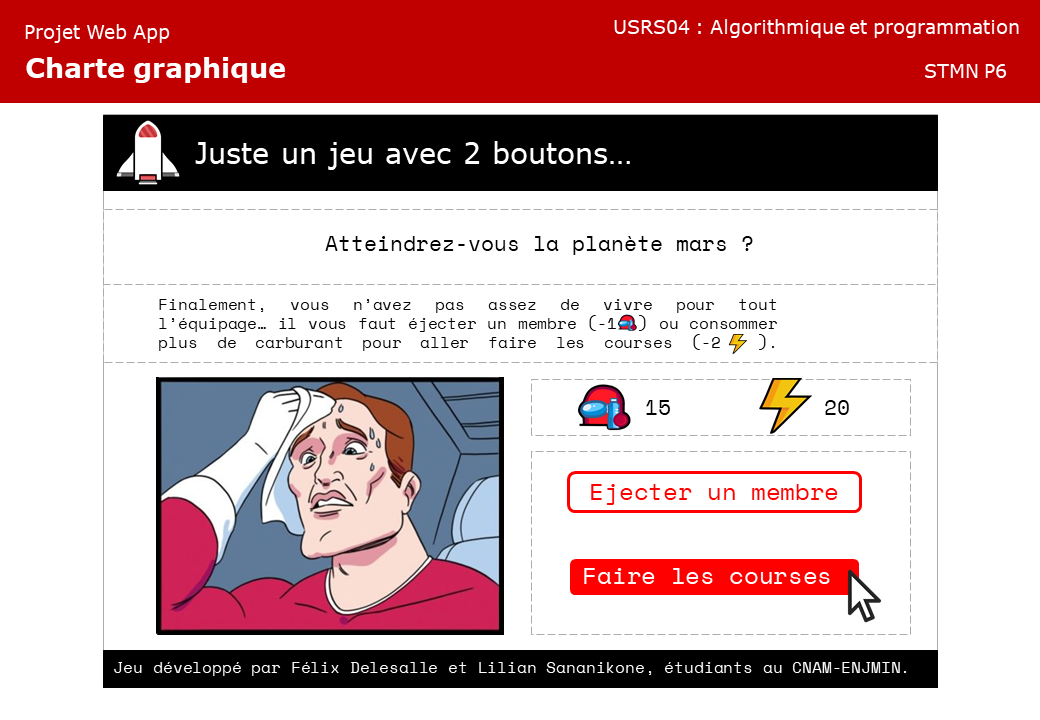 Projet Web App
USRS04 : Algorithmique et programmation
Charte graphique
STMN P6
Juste un jeu avec 2 boutons…
Atteindrez-vous la planète mars ?
Finalement, vous n’avez pas assez de vivre pour tout
l’équipage… il vous faut éjecter un membre (-1 ) ou consommer
plus de carburant pour aller faire les courses (-2 ).
15
20
Ejecter un membre
Faire les courses
Jeu développé par Félix Delesalle et Lilian Sananikone, étudiants au CNAM-ENJMIN.